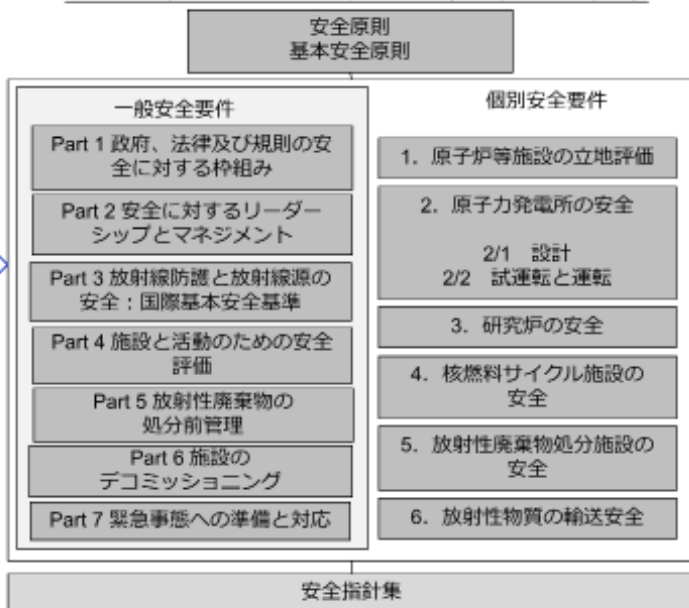 安全原則
基本安全原則
一般安全要件
Part 1 政府、法律及び規則の安
全に対する枠組み
Part 2 安全に対するリーダー
シップとマネジメント
Part 3 放射線防護と放射線源の
安全：国際基本安全基準
Part 4 施設と活動のための安全
評価
Part 5 放射性廃棄物の
処分前管理
Part 6 施設の
デコミッショニング
Part 7 緊急事態への準備と対応
個別安全要件
1．原子炉等施設の立地評価
2．原子力発電所の安全
2/1　設計
2/2　試運転と運転
3．研究炉の安全
4．核燃料サイクル施設の
安全
5．放射性廃棄物処分施設の
安全
6．放射性物質の輸送安全
安全指針集